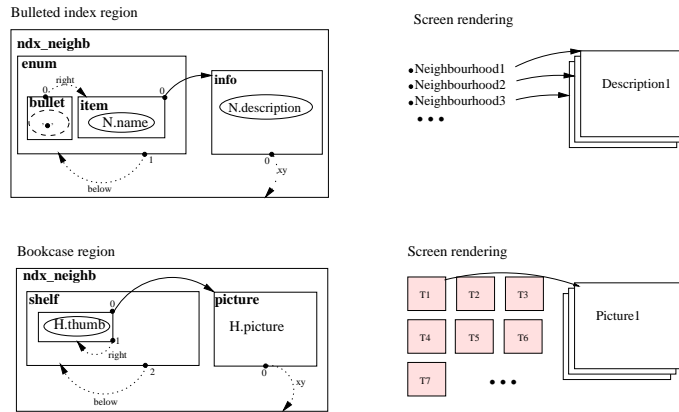 Bulleted index region
ndx_neighb
enum
right
0
0
bullet
item
N.name
info
N.description
1
0
below
xy
Screen rendering
Neighbourhood1
Neighbourhood2
Neighbourhood3
Description1
Bookcase region
ndx_neighb
shelf
0
H.thumb
1
right
picture
H.picture
2
0
below
xy
Screen rendering
T1 T2 T3
T4 T5 T6
T7
Picture1